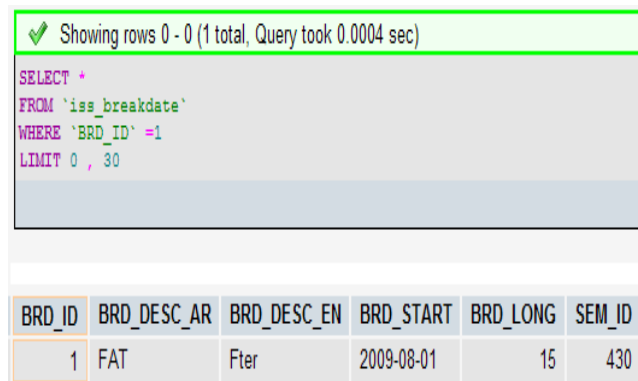 Showing rows 0 - 0 (1 total, Query took 0.0004 sec)
SELECT *
FROM `iss_breakdate`
WHERE `BRD_ID` =1
LIMIT 0 , 30
BRD_ID BRD_DESC_AR BRD_DESC_EN BRD_START BRD_LONG SEM_ID
1 FAT Fter 2009-08-01 15 430